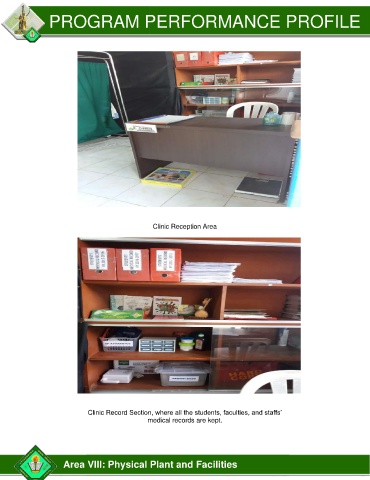 PROGRAM PERFORMANCE PROFILE
Clinic Reception Area
Clinic Record Section, where all the students, faculties, and staffs'
medical records are kept.
Area VIII: Physical Plant and Facilities